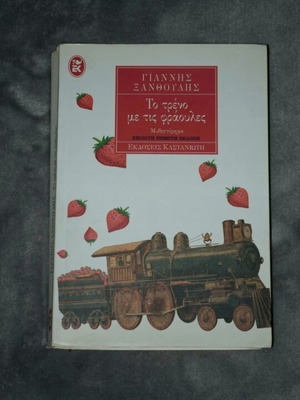 ΓΙΑΝΝΗΣ
ΞΑΝΘΟΥΛΗΣ
Το τρένο
με τις φράουλες
Μυθιστόρημα
ΕΚΔΟΣΕΙΣ ΚΑΣΤΑΝΙΩΤΗ